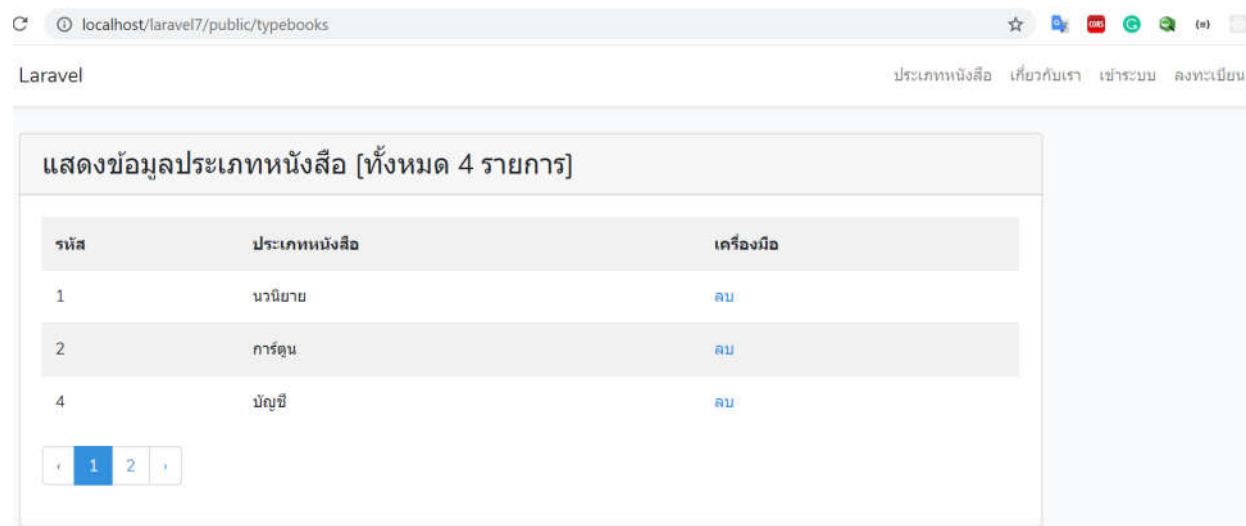 localhost/laravel7/public/typebooks
Laravel ประเภทหนังสือ เกี่ยวกับเรา เข้าระบบ ลงทะเบียน
แสดงข้อมูลประเภทหนังสือ [ทั้งหมด 4 รายการ]
รหัส ประเภทหนังสือ เครื่องมือ
1 นวนิยาย ลบ
2 การ์ตูน ลบ
4 บัญชี ลบ
‹ 1 2 ›